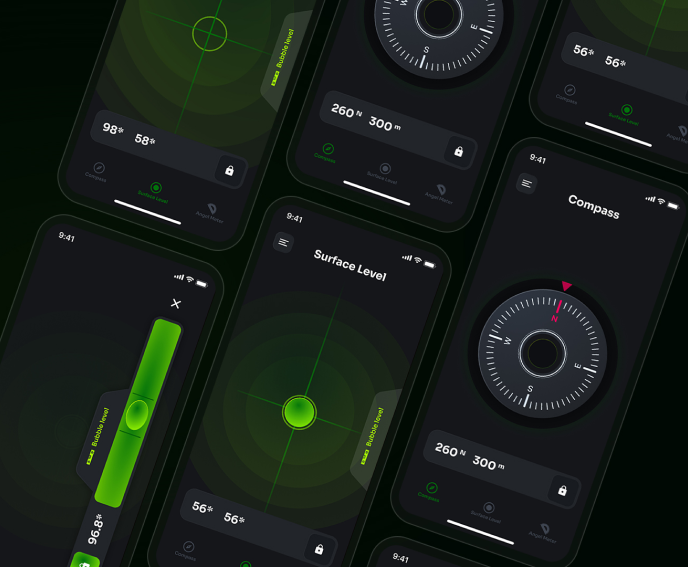 Bubble level
98° 58°
Compass
Surface Level
Angel Meter
W
E
S
260 N 300 m
Compass
Surface Level
Angel Meter
56° 56°
Compass
Surface Level
9:41
Bubble level
96.8°
9:41
Surface Level
Bubble level
56° 56°
Compass
9:41
Compass
N
W
E
S
260 N 300 m
Compass
Surface Level
Angel Meter
9:41